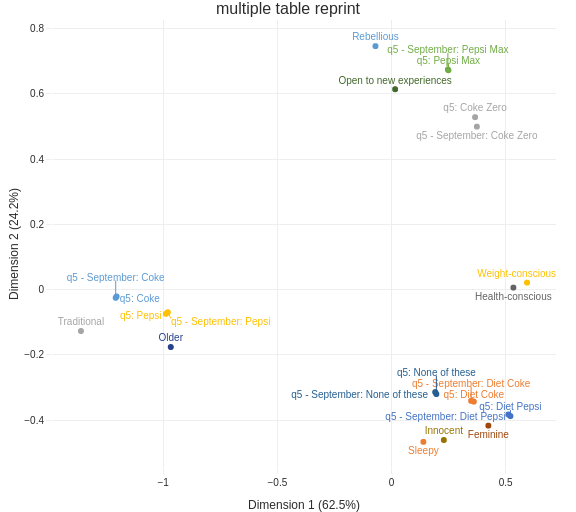 multiple table reprint
0.8
Rebellious
q5 - September: Pepsi Max
q5: Pepsi Max
Open to new experiences
0.6
q5: Coke Zero
q5 - September: Coke Zero
0.4
0.2
q5 - September: Coke
Weight-conscious
0
q5: Coke
Health-conscious
q5: Pepsi
Traditional
q5 - September: Pepsi
Older
−0.2
q5: None of these
q5 - September: Diet Coke
q5 - September: None of these
q5: Diet Coke
q5: Diet Pepsi
−0.4
q5 - September: Diet Pepsi
Innocent
Feminine
Sleepy
−1
−0.5
0
0.5
Dimension 1 (62.5%)
Dimension 2 (24.2%)